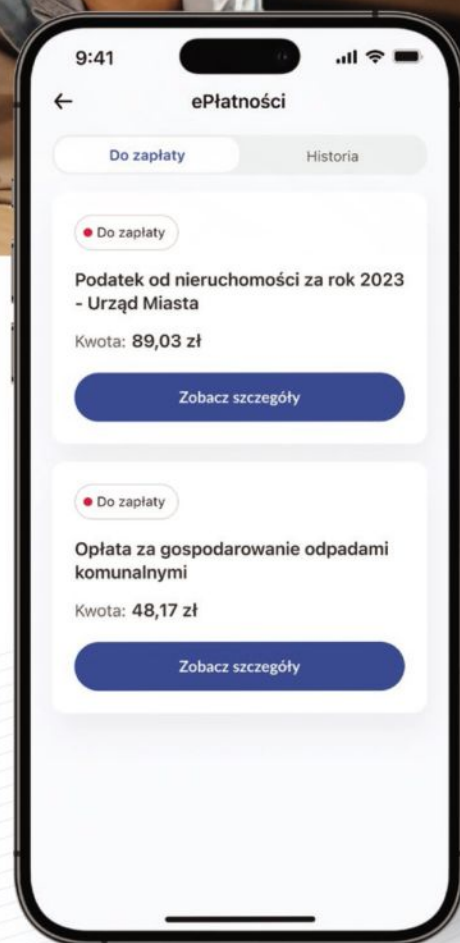 9:41
ePłatności
Do zapłaty
Historia
Do zapłaty
Podatek od nieruchomości za rok 2023
- Urząd Miasta
Kwota: 89,03 zł
Zobacz szczegóły
Do zapłaty
Opłata za gospodarowanie odpadami
komunalnymi
Kwota: 48,17 zł
Zobacz szczegóły